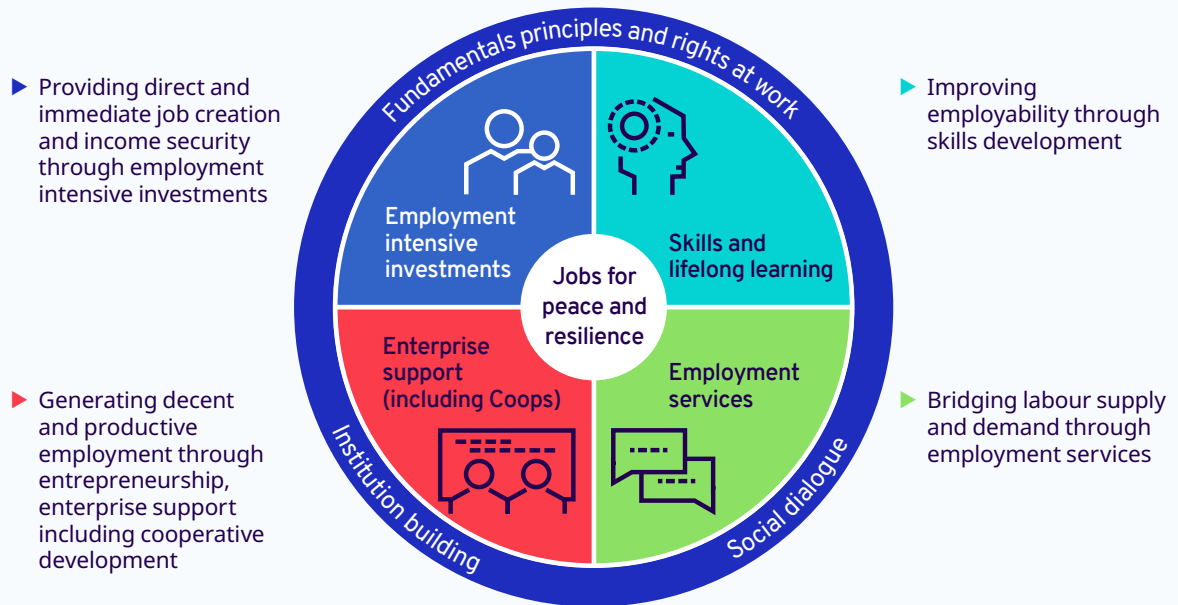 Fundamentals principles and rights at work
Providing direct and
immediate job creation
and income security
through employment
intensive investments
Employment
intensive
investments
Skills and
lifelong learning
Improving
employability through
skills development
Jobs for
peace and
resilience
Enterprise
support
(including Coops)
Employment
services
Generating decent
and productive
employment through
entrepreneurship,
enterprise support
including cooperative
development
Bridging labour supply
and demand through
employment services
Institution building
Social dialogue